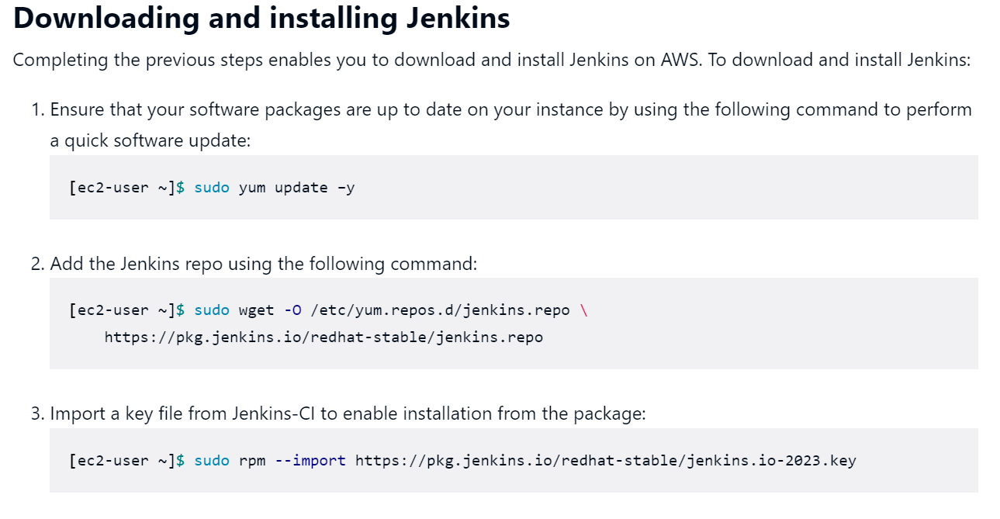 Downloading and installing Jenkins
Completing the previous steps enables you to download and install Jenkins on AWS. To download and install Jenkins:
1. Ensure that your software packages are up to date on your instance by using the following command to perform
a quick software update:
[ec2-user ~]$ sudo yum update –y
2. Add the Jenkins repo using the following command:
[ec2-user ~]$ sudo wget -O /etc/yum.repos.d/jenkins.repo \
https://pkg.jenkins.io/redhat-stable/jenkins.repo
3. Import a key file from Jenkins-CI to enable installation from the package:
[ec2-user ~]$ sudo rpm --import https://pkg.jenkins.io/redhat-stable/jenkins.io-2023.key